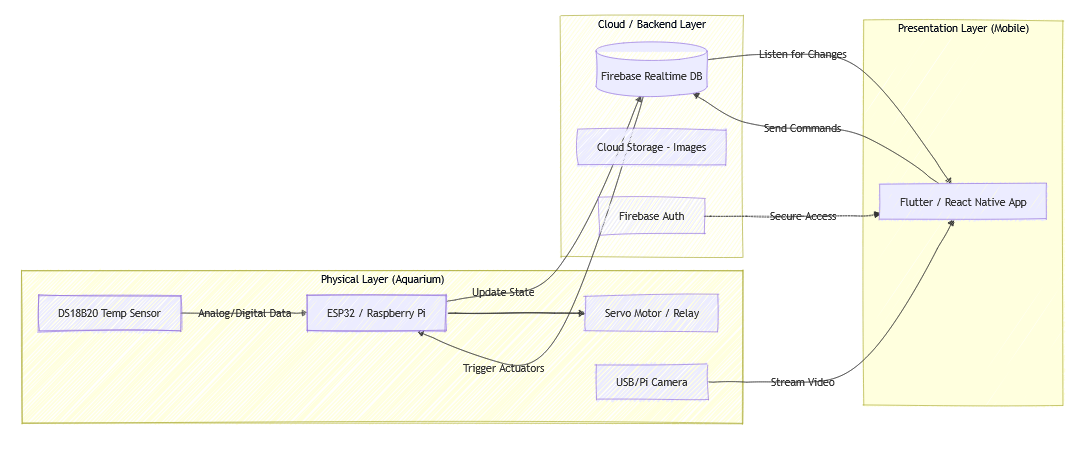 Cloud / Backend Layer
Presentation Layer (Mobile)
Listen for Changes
Firebase Realtime DB
Send Commands
Cloud Storage - Images
Flutter / React Native App
Firebase Auth
Secure Access
Physical Layer (Aquarium)
Update State
DS18B20 Temp Sensor
Analog/Digital Data
ESP32 / Raspberry Pi
Servo Motor / Relay
Trigger Actuators
USB/Pi Camera
Stream Video